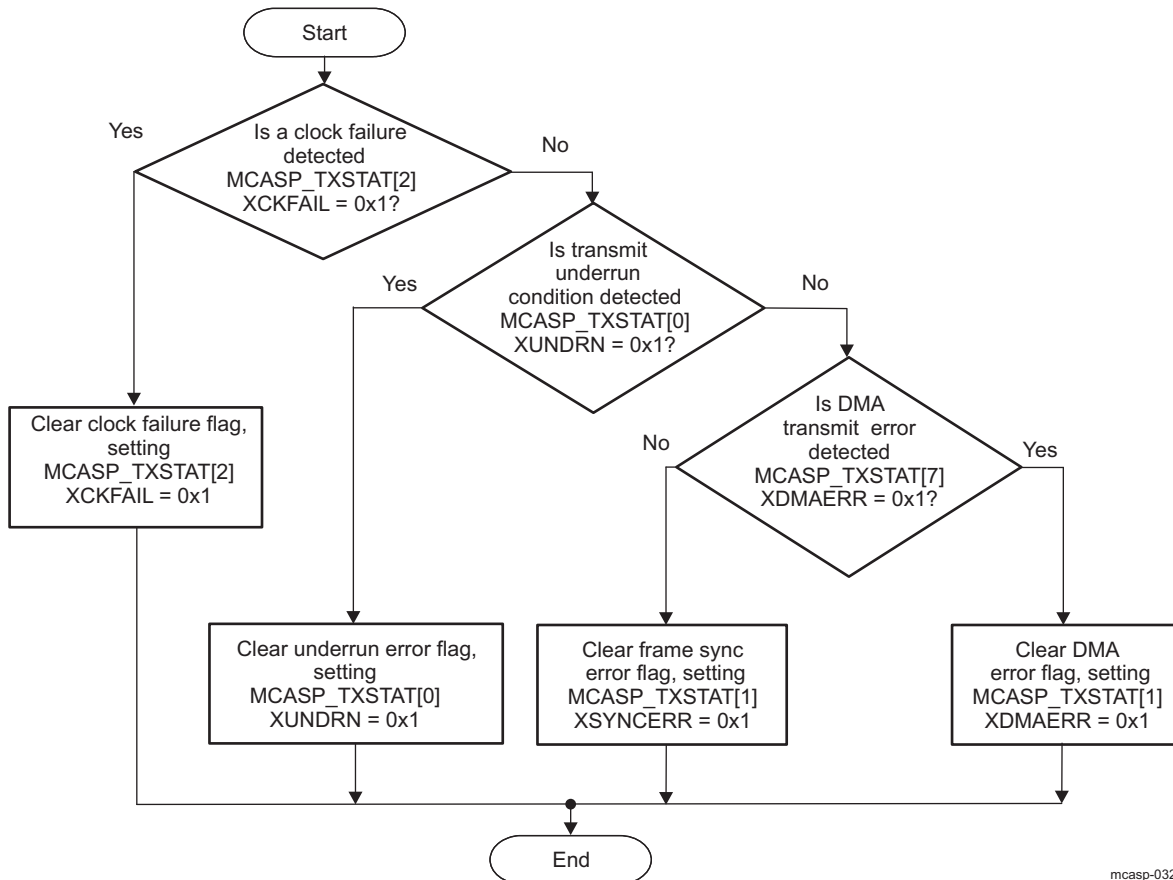 Start
Yes
Is a clock failure
detected
MCASP_TXSTAT[2]
XCKFAIL = 0x1?
No
Yes
Is transmit
underrun
condition detected
MCASP_TXSTAT[0]
XUNDRN = 0x1?
No
Clear clock failure flag,
setting
MCASP_TXSTAT[2]
XCKFAIL = 0x1
No
Is DMA
transmit error
detected
MCASP_TXSTAT[7]
XDMAERR = 0x1?
Yes
Clear underrun error flag,
setting
MCASP_TXSTAT[0]
XUNDRN = 0x1
Clear frame sync
error flag, setting
MCASP_TXSTAT[1]
XSYNCERR = 0x1
Clear DMA
error flag, setting
MCASP_TXSTAT[1]
XDMAERR = 0x1
End
mcasp-032